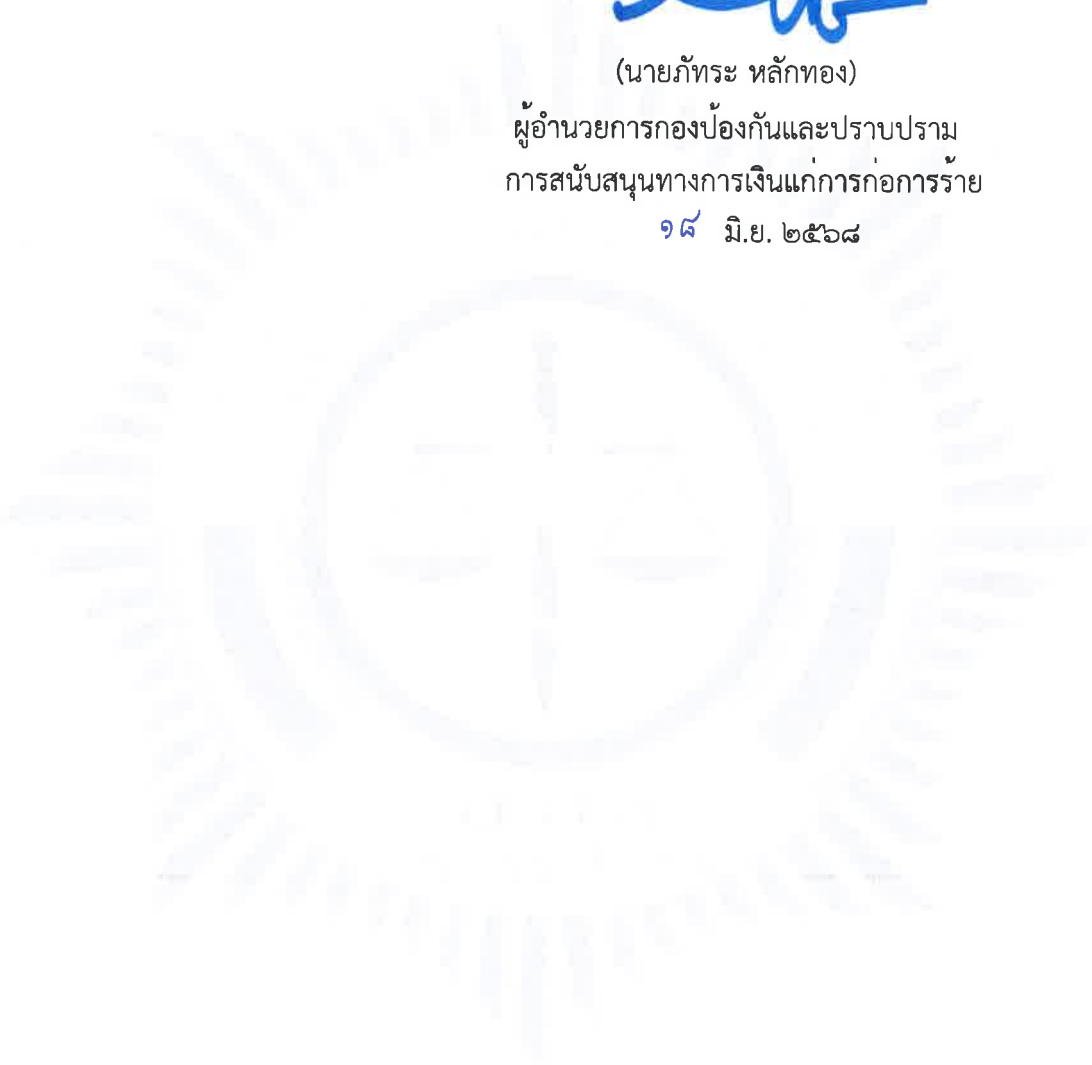 (นายภัทระ หลักทอง)
ผู้อำนวยการกองป้องกันและปราบปราม
การสนับสนุนทางการเงินแก่การก่อการร้าย
๑๘ มิ.ย. ๒๕๖๘